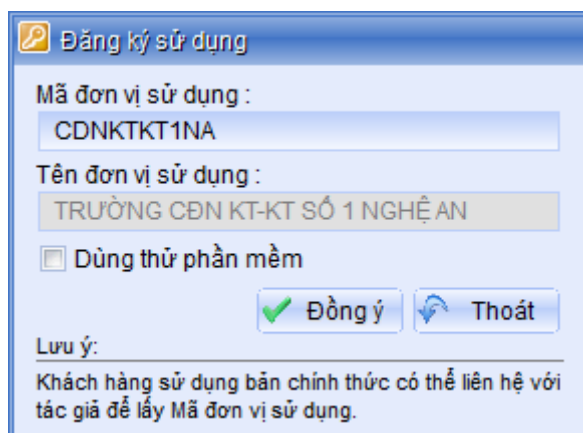 Đăng ký sử dụng
Mã đơn vị sử dụng :
CDNKTKT1NA
Tên đơn vị sử dụng :
TRƯỜNG CĐN KT-KT SỐ 1 NGHỆ AN
Dùng thử phần mềm
Đồng ý Thoát
Lưu ý:
Khách hàng sử dụng bản chính thức có thể liên hệ với
tác giả để lấy Mã đơn vị sử dụng.